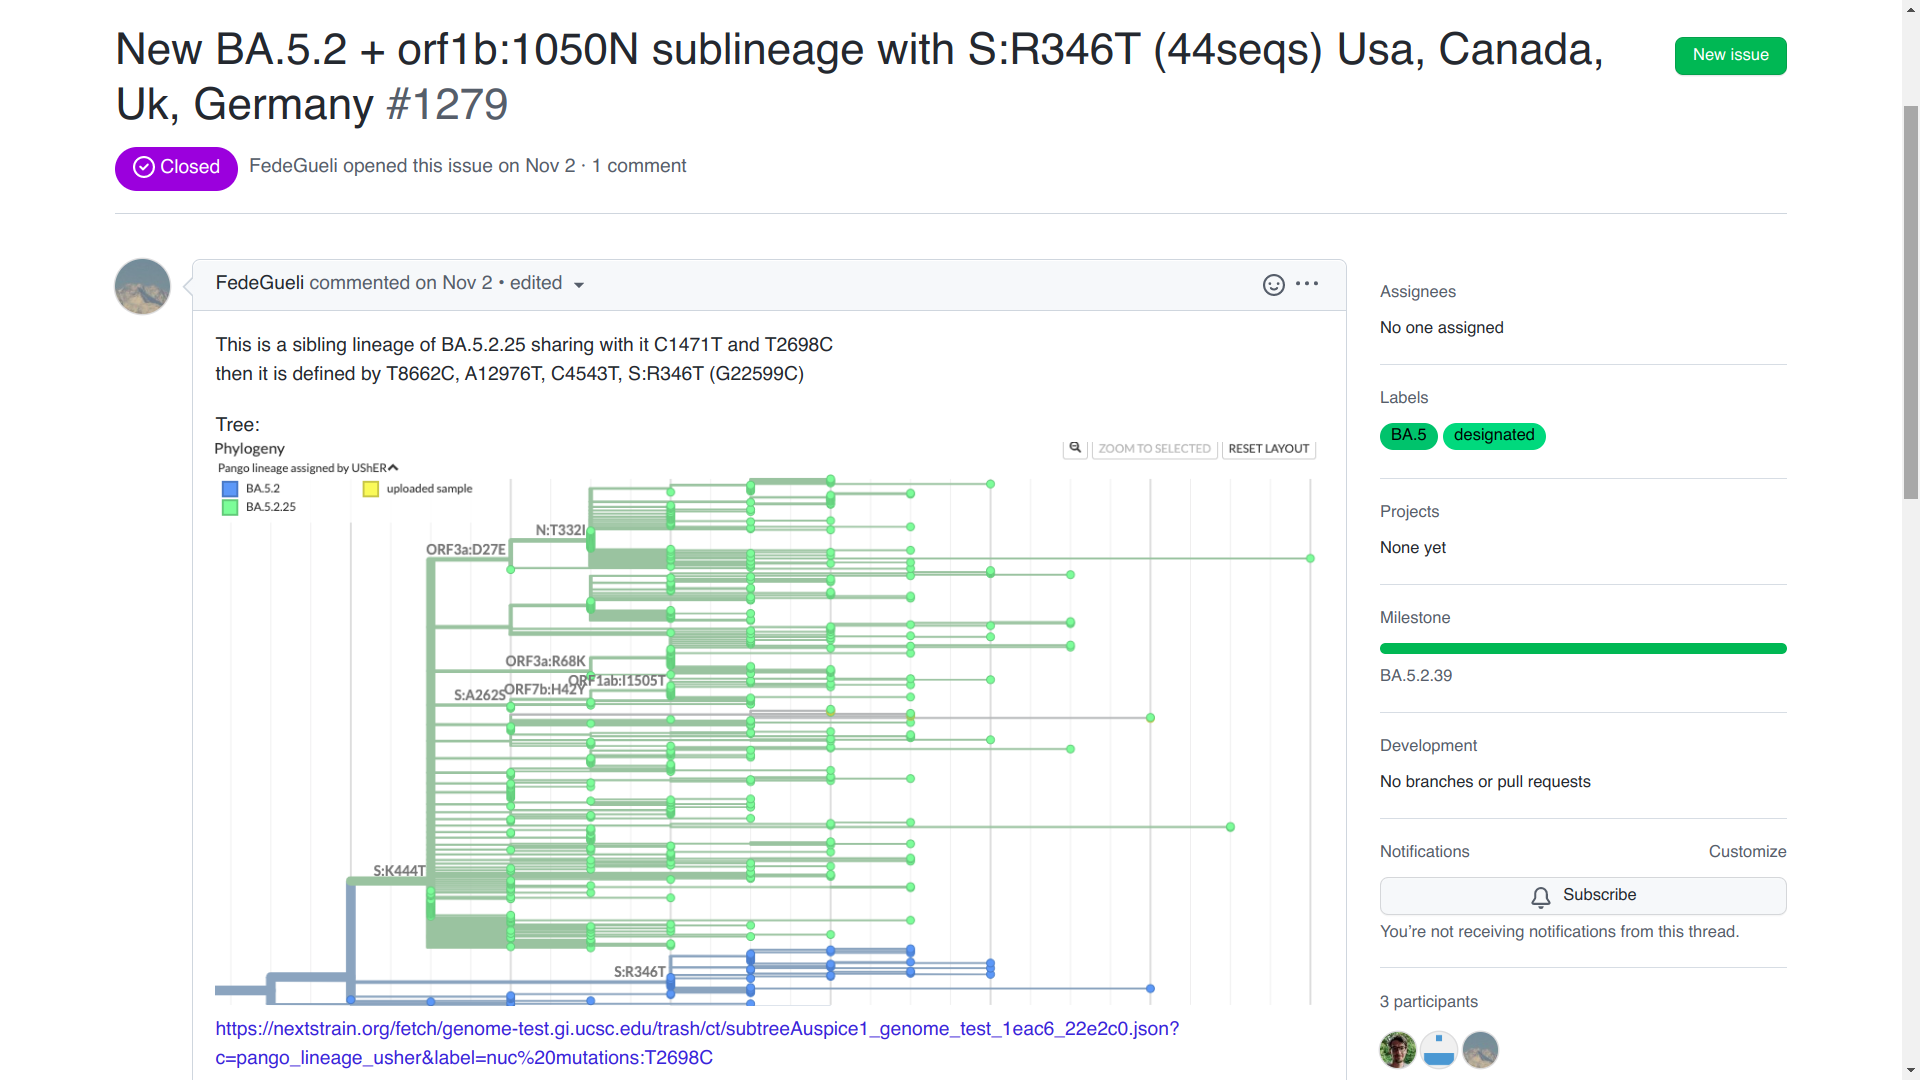 New BA.5.2 + orf1b:1050N sublineage with S:R346T (44seqs) Usa, Canada,
Uk, Germany #1279
New issue
Closed
FedeGueli opened this issue on Nov 2 · 1 comment
FedeGueli commented on Nov 2 • edited
This is a sibling lineage of BA.5.2.25 sharing with it C1471T and T2698C
then it is defined by T8662C, A12976T, C4543T, S:R346T (G22599C)
Tree:
Phylogeny
ZOOM TO SELECTED
RESET LAYOUT
Pango lineage assigned by UShER
BA.5.2
uploaded sample
BA.5.2.25
N:T332I
ORF3a:D27E
ORF3a:R68K
ORF1ab:I1505T
ORF7b:H42Y
S:A262S
S:K444T
S:R346T
https://nextstrain.org/fetch/genome-test.gi.ucsc.edu/trash/ct/subtreeAuspice1_genome_test_1eac6_22e2c0.json?
c=pango_lineage_usher&label=nuc%20mutations:T2698C
Assignees
No one assigned
Labels
BA.5
designated
Projects
None yet
Milestone
BA.5.2.39
Development
No branches or pull requests
Notifications
Customize
Subscribe
You're not receiving notifications from this thread.
3 participants